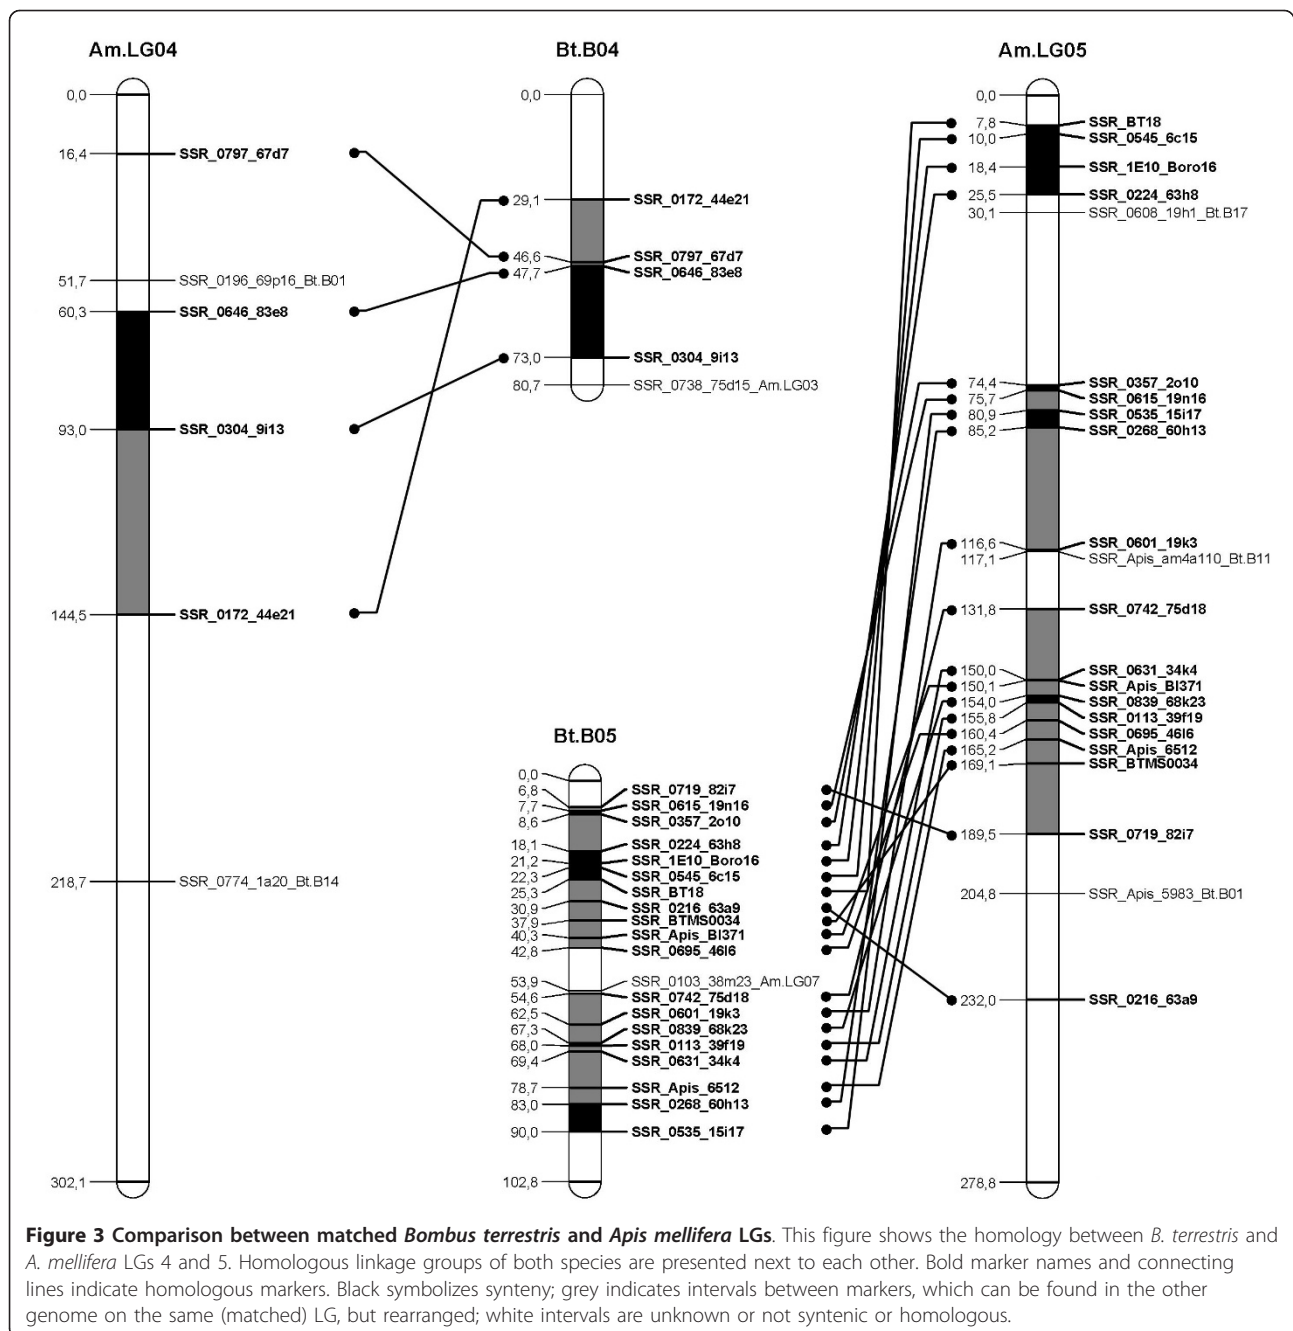 Am.LG04
0,0
16,4 SSR_0797_67d7
51,7 SSR_0196_69p16_Bt.B01
60,3 SSR_0646_83e8
93,0 SSR_0304_9i13
144,5 SSR_0172_44e21
218,7 SSR_0774_1a20_Bt.B14
302,1
Bt.B04
0,0
29,1 SSR_0172_44e21
46,6 SSR_0797_67d7
47,7 SSR_0646_83e8
73,0 SSR_0304_9i13
80,7 SSR_0738_75d15_Am.LG03
Bt.B05
0,0
6,8 SSR_0719_82i7
7,7 SSR_0615_19n16
8,6 SSR_0357_2o10
18,1 SSR_0224_63h8
21,2 SSR_1E10_Boro16
22,3 SSR_0545_6c15
25,3 SSR_BT18
30,9 SSR_0216_63a9
37,9 SSR_BTMS0034
40,3 SSR_Apis_BI371
42,8 SSR_0695_46l6
53,9 SSR_0103_38m23_Am.LG07
54,6 SSR_0742_75d18
62,5 SSR_0601_19k3
67,3 SSR_0839_68k23
68,0 SSR_0113_39f19
69,4 SSR_0631_34k4
78,7 SSR_Apis_6512
83,0 SSR_0268_60h13
90,0 SSR_0535_15i17
102,8
Am.LG05
0,0
7,8 SSR_BT18
10,0 SSR_0545_6c15
18,4 SSR_1E10_Boro16
25,5 SSR_0224_63h8
30,1 SSR_0608_19h1_Bt.B17
74,4 SSR_0357_2o10
75,7 SSR_0615_19n16
80,9 SSR_0535_15i17
85,2 SSR_0268_60h13
116,6 SSR_0601_19k3
117,1 SSR_Apis_am4a110_Bt.B11
131,8 SSR_0742_75d18
150,0 SSR_0631_34k4
150,1 SSR_Apis_BI371
154,0 SSR_0839_68k23
155,8 SSR_0113_39f19
160,4 SSR_0695_46l6
165,2 SSR_Apis_6512
169,1 SSR_BTMS0034
189,5 SSR_0719_82i7
204,8 SSR_Apis_5983_Bt.B01
232,0 SSR_0216_63a9
278,8
Figure 3 Comparison between matched Bombus terrestris and Apis mellifera LGs. This figure shows the homology between B. terrestris and
A. mellifera LGs 4 and 5. Homologous linkage groups of both species are presented next to each other. Bold marker names and connecting
lines indicate homologous markers. Black symbolizes synteny; grey indicates intervals between markers, which can be found in the other
genome on the same (matched) LG, but rearranged; white intervals are unknown or not syntenic or homologous.